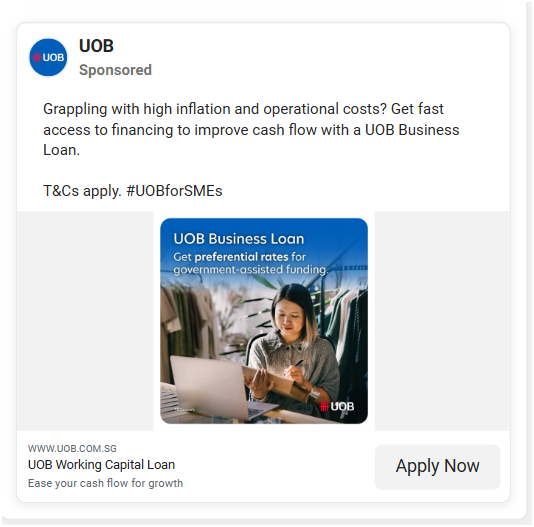 UOB
UOB
Sponsored
Grappling with high inflation and operational costs? Get fast
access to financing to improve cash flow with a UOB Business
Loan.
T&Cs apply. #UOBforSMEs
UOB Business Loan
Get preferential rates for
government-assisted funding.
UOB
WWW.UOB.COM.SG
UOB Working Capital Loan
Ease your cash flow for growth
Apply Now